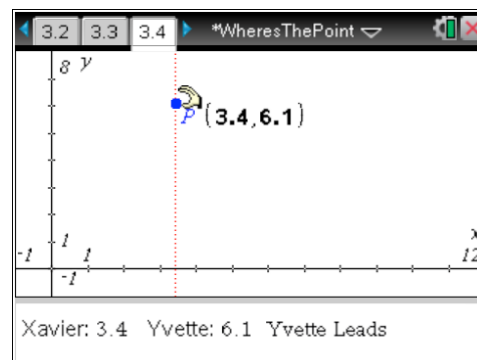 3.2 3.3 3.4 *WheresThePoint
8 y
P (3.4,6.1)
1
-1 1 x
12
-1
Xavier: 3.4 Yvette: 6.1 Yvette Leads